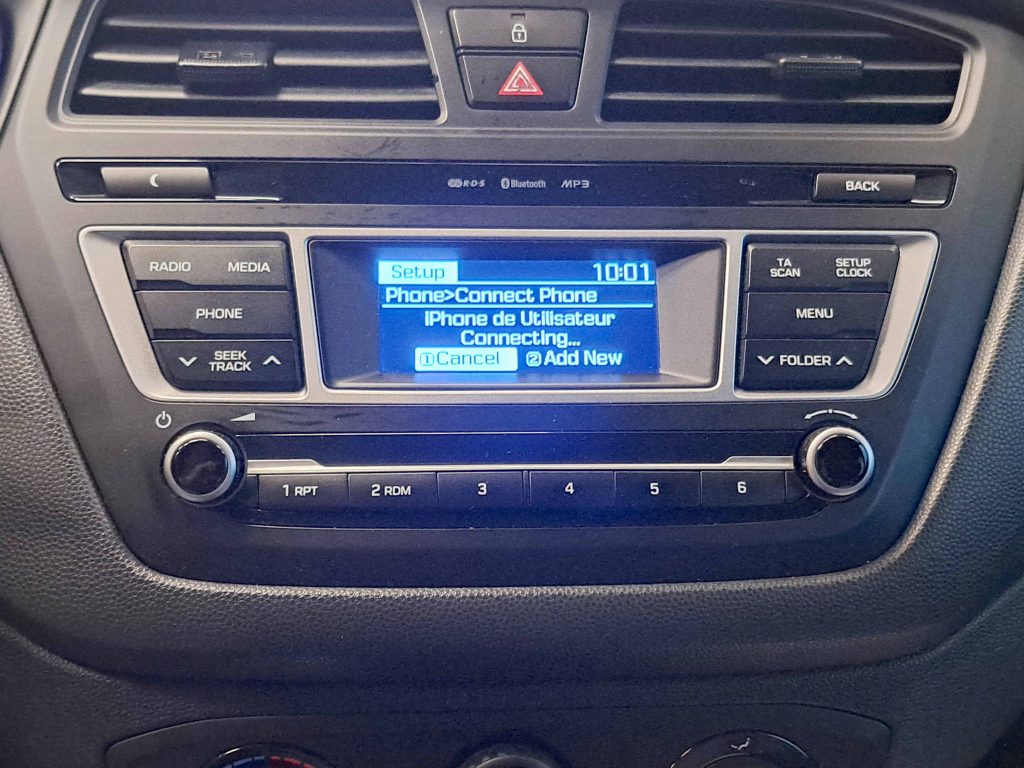 R·D·S Bluetooth MP3
BACK
RADIO MEDIA
PHONE
SEEK
TRACK
Setup 10:01
Phone>Connect Phone
iPhone de Utilisateur
Connecting...
①Cancel ②Add New
TA
SCAN
SETUP
CLOCK
MENU
FOLDER
1 RPT 2 RDM 3 4 5 6